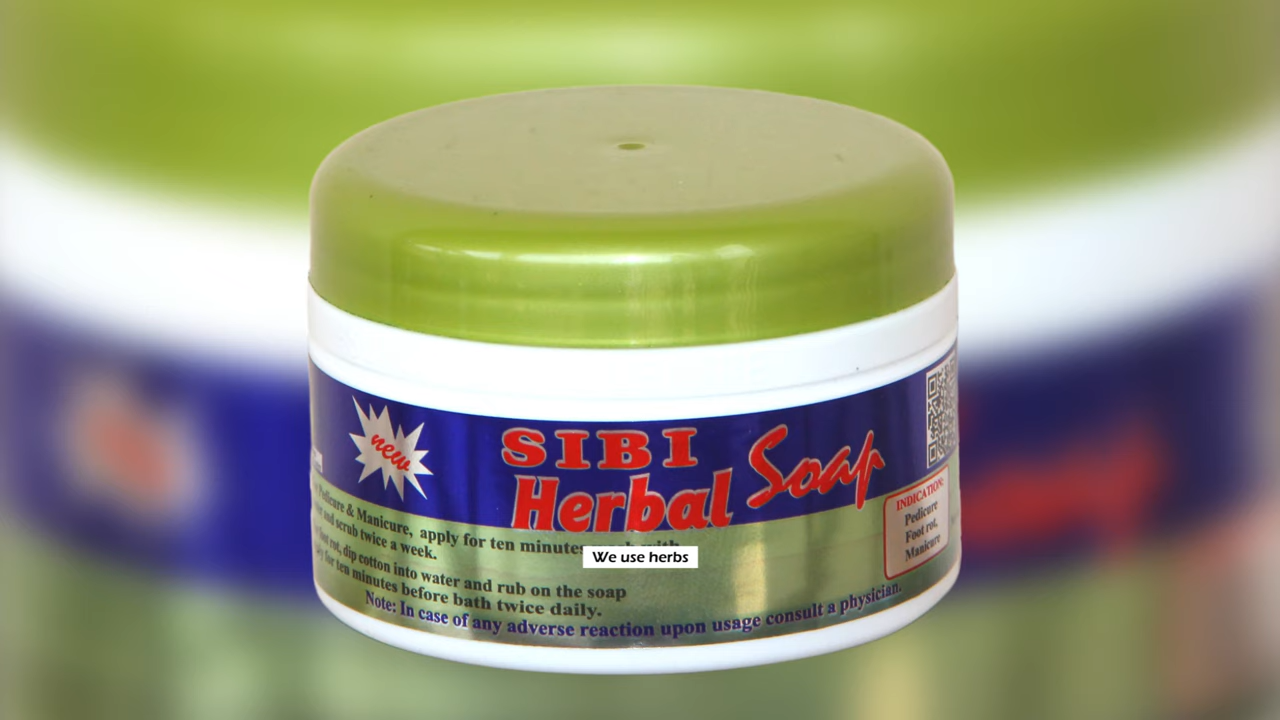 new
SIBI
Herbal Soap
INDICATION:
Pedicure
Foot rot,
Manicure
Pedicure & Manicure, apply for ten minutes
and scrub twice a week.
rot, dip cotton into water and rub on the soap
for ten minutes before bath twice daily.
Note: In case of any adverse reaction upon usage consult a physician.
We use herbs